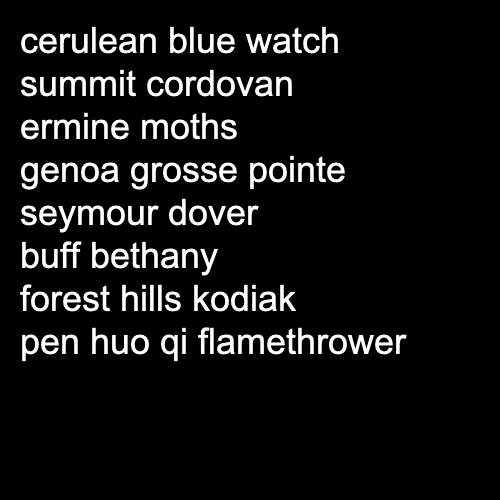 cerulean blue watch
summit cordovan
ermine moths
genoa grosse pointe
seymour dover
buff bethany
forest hills kodiak
pen huo qi flamethrower